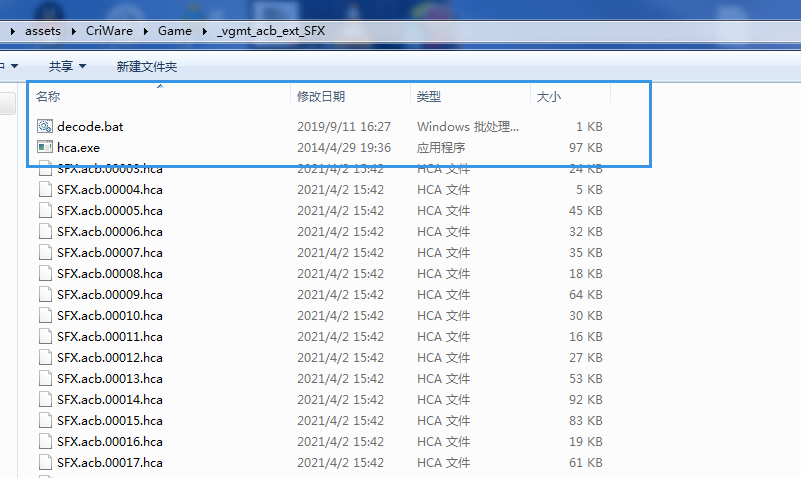 assets CriWare Game _vgmt_acb_ext_SFX
共享 新建文件夹
名称 修改日期 类型 大小
decode.bat 2019/9/11 16:27 Windows 批处理... 1 KB
hca.exe 2014/4/29 19:36 应用程序 97 KB
SFX.acb.00003.hca 2021/4/2 15:42 HCA 文件 24 KB
SFX.acb.00004.hca 2021/4/2 15:42 HCA 文件 5 KB
SFX.acb.00005.hca 2021/4/2 15:42 HCA 文件 45 KB
SFX.acb.00006.hca 2021/4/2 15:42 HCA 文件 32 KB
SFX.acb.00007.hca 2021/4/2 15:42 HCA 文件 35 KB
SFX.acb.00008.hca 2021/4/2 15:42 HCA 文件 18 KB
SFX.acb.00009.hca 2021/4/2 15:42 HCA 文件 64 KB
SFX.acb.00010.hca 2021/4/2 15:42 HCA 文件 30 KB
SFX.acb.00011.hca 2021/4/2 15:42 HCA 文件 16 KB
SFX.acb.00012.hca 2021/4/2 15:42 HCA 文件 27 KB
SFX.acb.00013.hca 2021/4/2 15:42 HCA 文件 53 KB
SFX.acb.00014.hca 2021/4/2 15:42 HCA 文件 92 KB
SFX.acb.00015.hca 2021/4/2 15:42 HCA 文件 83 KB
SFX.acb.00016.hca 2021/4/2 15:42 HCA 文件 19 KB
SFX.acb.00017.hca 2021/4/2 15:42 HCA 文件 61 KB